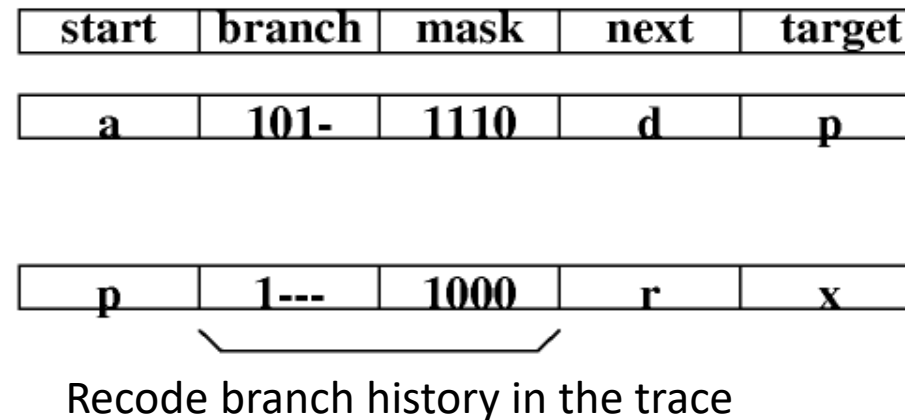 start branch mask next target
a 101- 1110 d p
p 1--- 1000 r x
Recode branch history in the trace